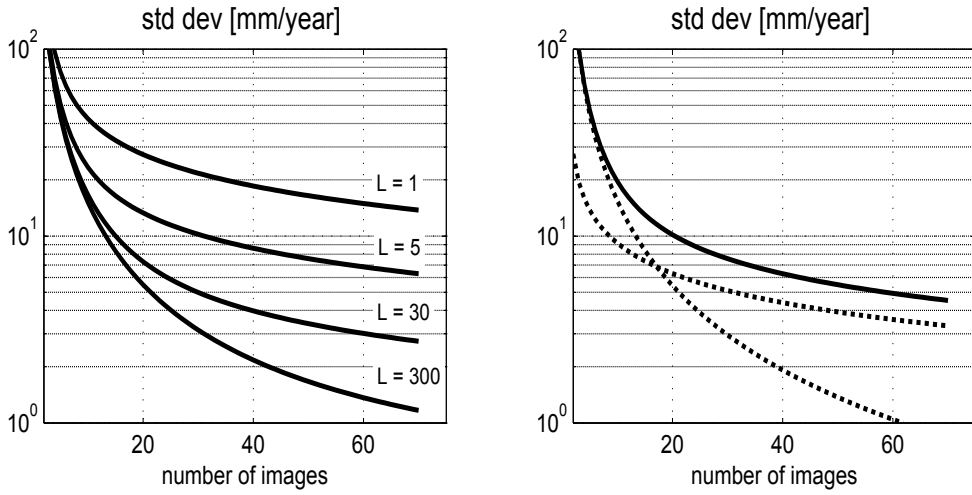 std dev [mm/year]
10^2
10^1
10^0
L = 1
L = 5
L = 30
L = 300
20 40 60
number of images
std dev [mm/year]
10^2
10^1
10^0
20 40 60
number of images